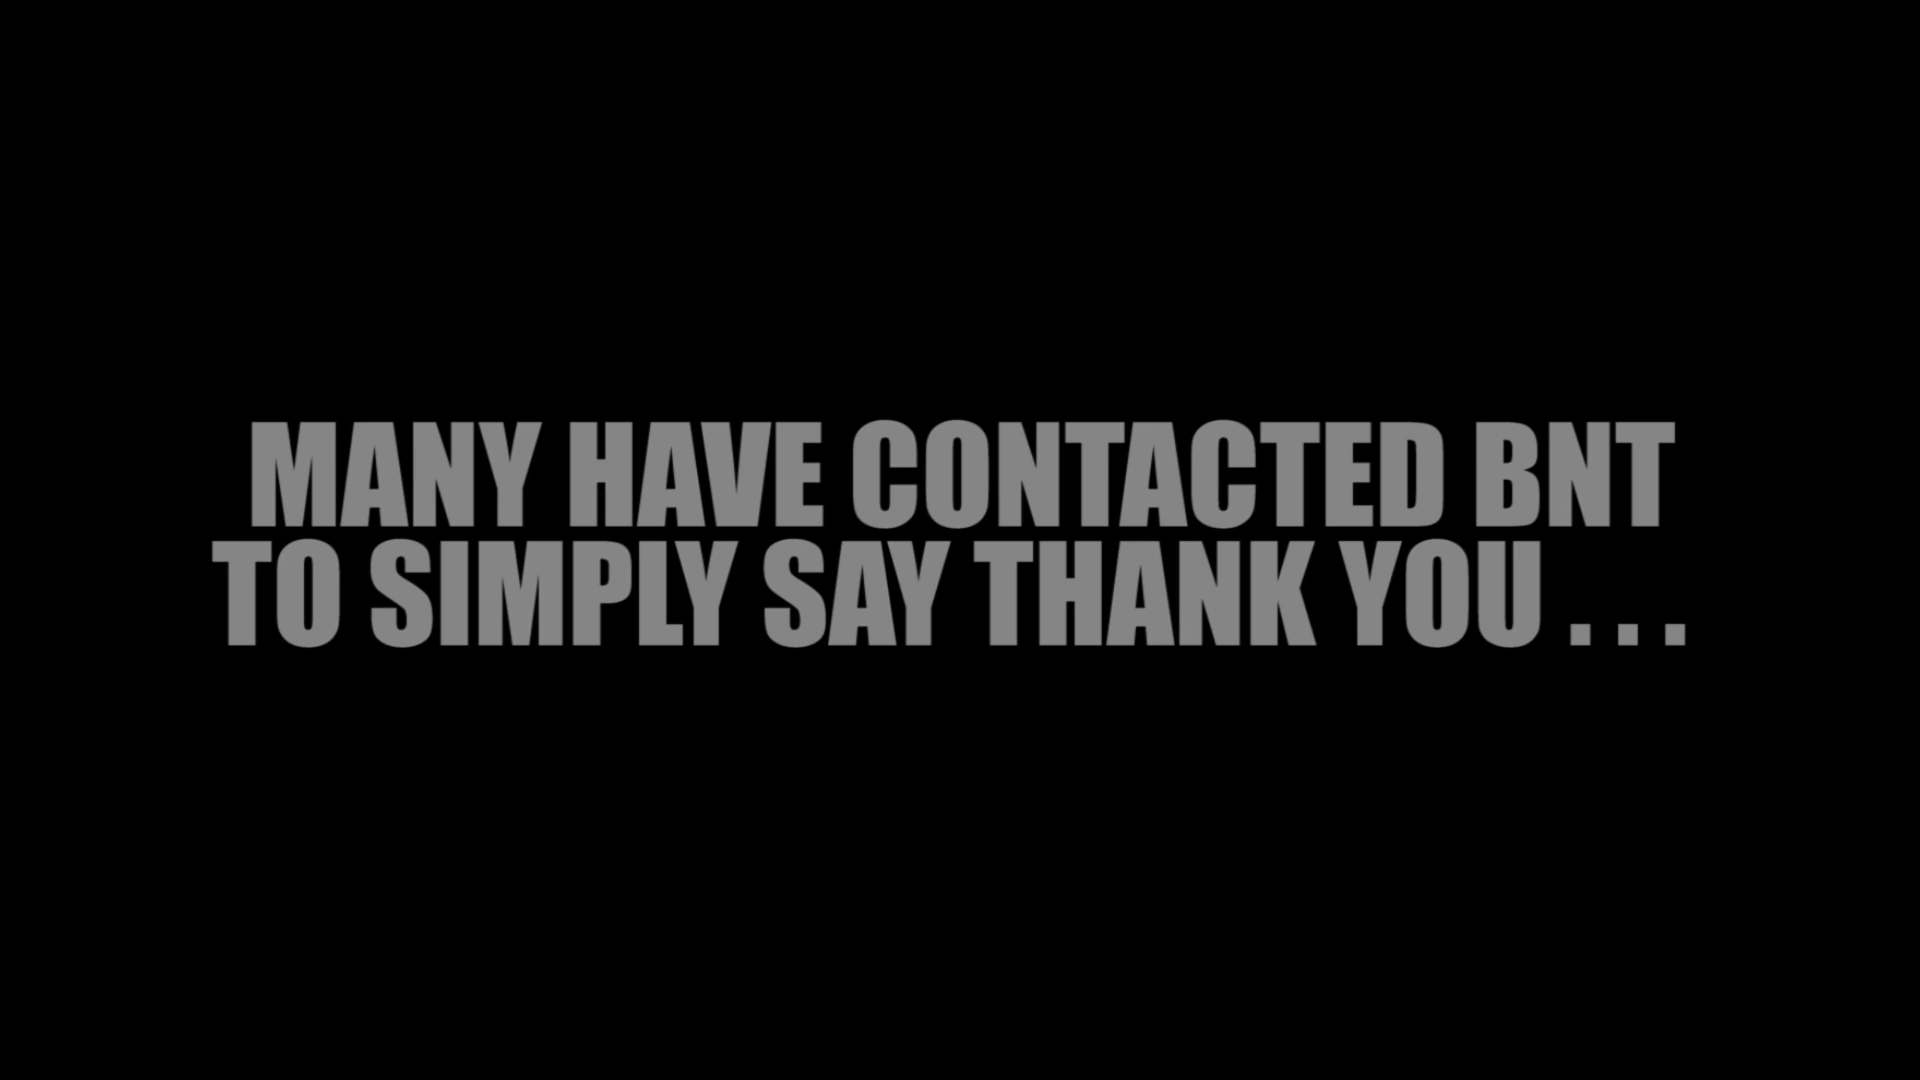 MANY HAVE CONTACTED BNT
TO SIMPLY SAY THANK YOU . . .